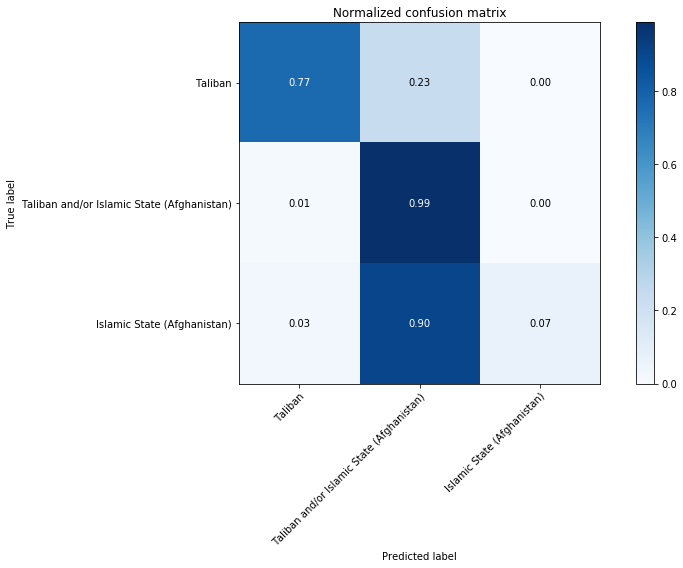 Normalized confusion matrix
True label
Taliban
0.77 0.23 0.00
Taliban and/or Islamic State (Afghanistan)
0.01 0.99 0.00
Islamic State (Afghanistan)
0.03 0.90 0.07
Taliban
Taliban and/or Islamic State (Afghanistan)
Islamic State (Afghanistan)
Predicted label
0.8
0.6
0.4
0.2
0.0